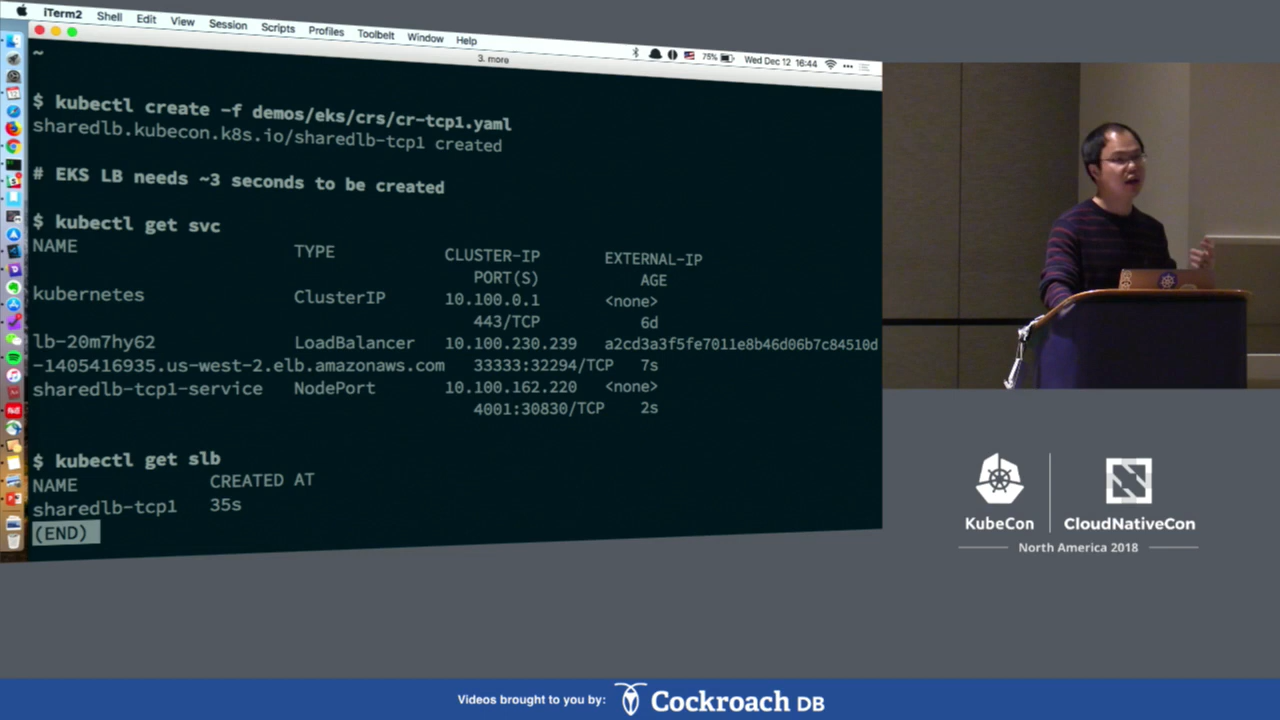 iTerm2 Shell Edit View Session Scripts Profiles Toolbelt Window Help
75% Wed Dec 12 16:44
3. more
~
$ kubectl create -f demos/eks/crs/cr-tcp1.yaml
sharedlb.kubecon.k8s.io/sharedlb-tcp1 created
# EKS LB needs ~3 seconds to be created
$ kubectl get svc
NAME TYPE CLUSTER-IP EXTERNAL-IP
PORT(S) AGE
kubernetes ClusterIP 10.100.0.1 <none>
443/TCP 6d
lb-20m7hy62 LoadBalancer 10.100.230.239 a2cd3a3f5fe7011e8b46d06b7c84510d
-1405416935.us-west-2.elb.amazonaws.com 33333:32294/TCP 7s
sharedlb-tcp1-service NodePort 10.100.162.220 <none>
4001:30830/TCP 2s
$ kubectl get slb
NAME CREATED AT
sharedlb-tcp1 35s
(END)
KubeCon CloudNativeCon
North America 2018
Videos brought to you by: Cockroach DB